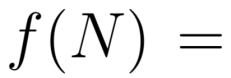 f(N) =